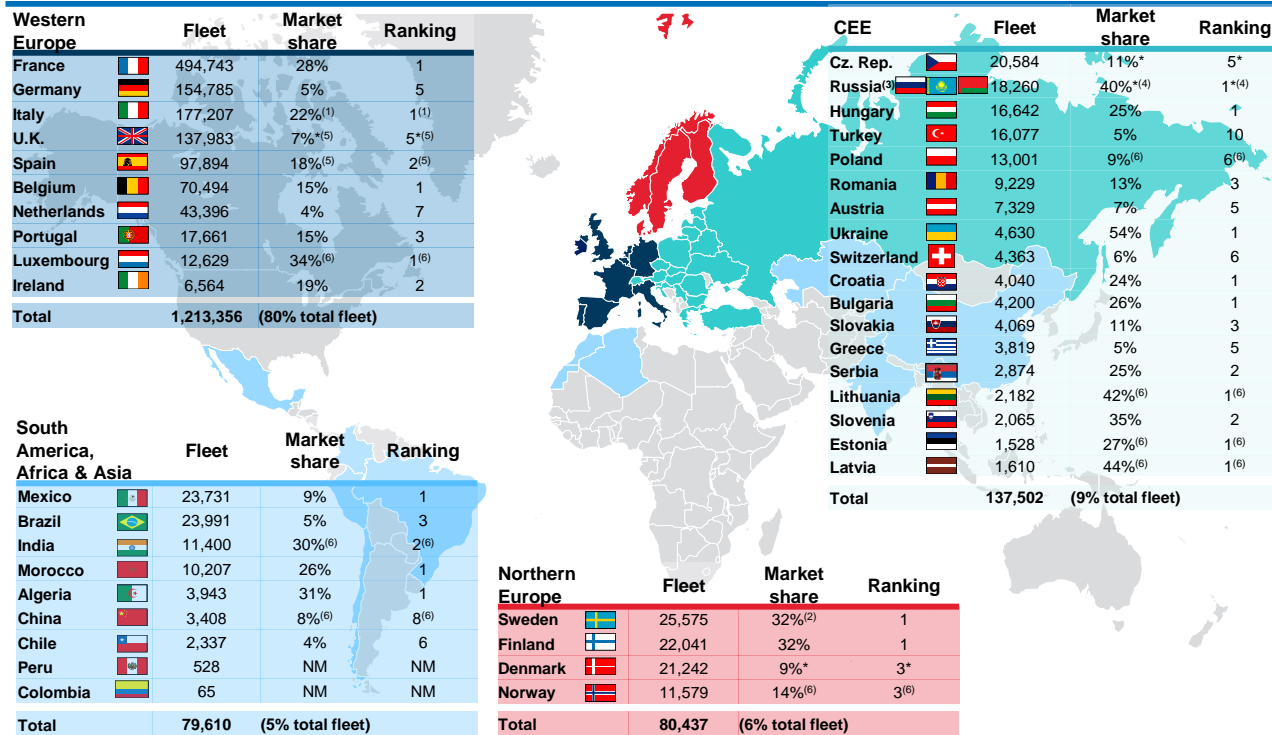 Western Europe Fleet Market share Ranking
France 494,743 28% 1
Germany 154,785 5% 5
Italy 177,207 22%(1) 1(1)
U.K. 137,983 7%*(5) 5*(5)
Spain 97,894 18%(5) 2(5)
Belgium 70,494 15% 1
Netherlands 43,396 4% 7
Portugal 17,661 15% 3
Luxembourg 12,629 34%(6) 1(6)
Ireland 6,564 19% 2
Total 1,213,356 (80% total fleet)
CEE Fleet Market share Ranking
Cz. Rep. 20,584 11%* 5*
Russia(3) 18,260 40%*(4) 1*(4)
Hungary 16,642 25% 1
Turkey 16,077 5% 10
Poland 13,001 9%(6) 6(6)
Romania 9,229 13% 3
Austria 7,329 7% 5
Ukraine 4,630 54% 1
Switzerland 4,363 6% 6
Croatia 4,040 24% 1
Bulgaria 4,200 26% 1
Slovakia 4,069 11% 3
Greece 3,819 5% 5
Serbia 2,874 25% 2
Lithuania 2,182 42%(6) 1(6)
Slovenia 2,065 35% 2
Estonia 1,528 27%(6) 1(6)
Latvia 1,610 44%(6) 1(6)
Total 137,502 (9% total fleet)
South America, Africa & Asia Fleet Market share Ranking
Mexico 23,731 9% 1
Brazil 23,991 5% 3
India 11,400 30%(6) 2(6)
Morocco 10,207 26% 1
Algeria 3,943 31% 1
China 3,408 8%(6) 8(6)
Chile 2,337 4% 6
Peru 528 NM NM
Colombia 65 NM NM
Total 79,610 (5% total fleet)
Northern Europe Fleet Market share Ranking
Sweden 25,575 32%(2) 1
Finland 22,041 32% 1
Denmark 21,242 9%* 3*
Norway 11,579 14%(6) 3(6)
Total 80,437 (6% total fleet)